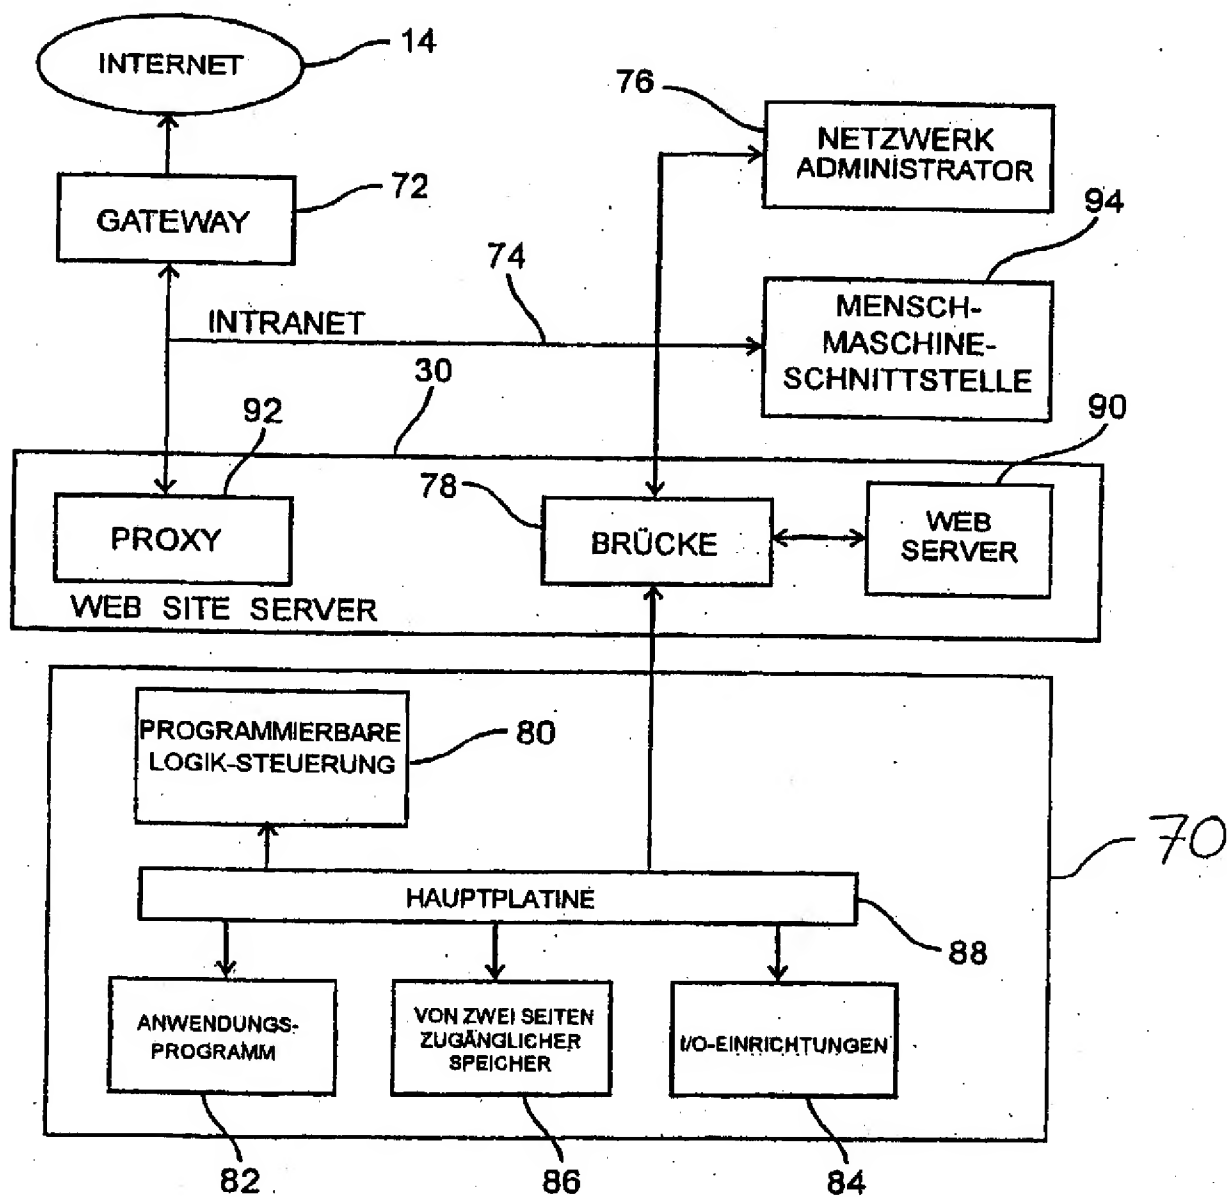 INTERNET
14
76
NETZWERK
ADMINISTRATOR
GATEWAY
72
94
74
INTRANET
MENSCH-
MASCHINE-
SCHNITTSTELLE
30
92
90
78
PROXY
BRÜCKE
WEB
SERVER
WEB SITE SERVER
PROGRAMMIERBARE
LOGIK-STEUERUNG
80
70
HAUPTPLATINE
88
ANWENDUNGS-
PROGRAMM
VON ZWEI SEITEN
ZUGÄNGLICHER
SPEICHER
I/O-EINRICHTUNGEN
82
86
84